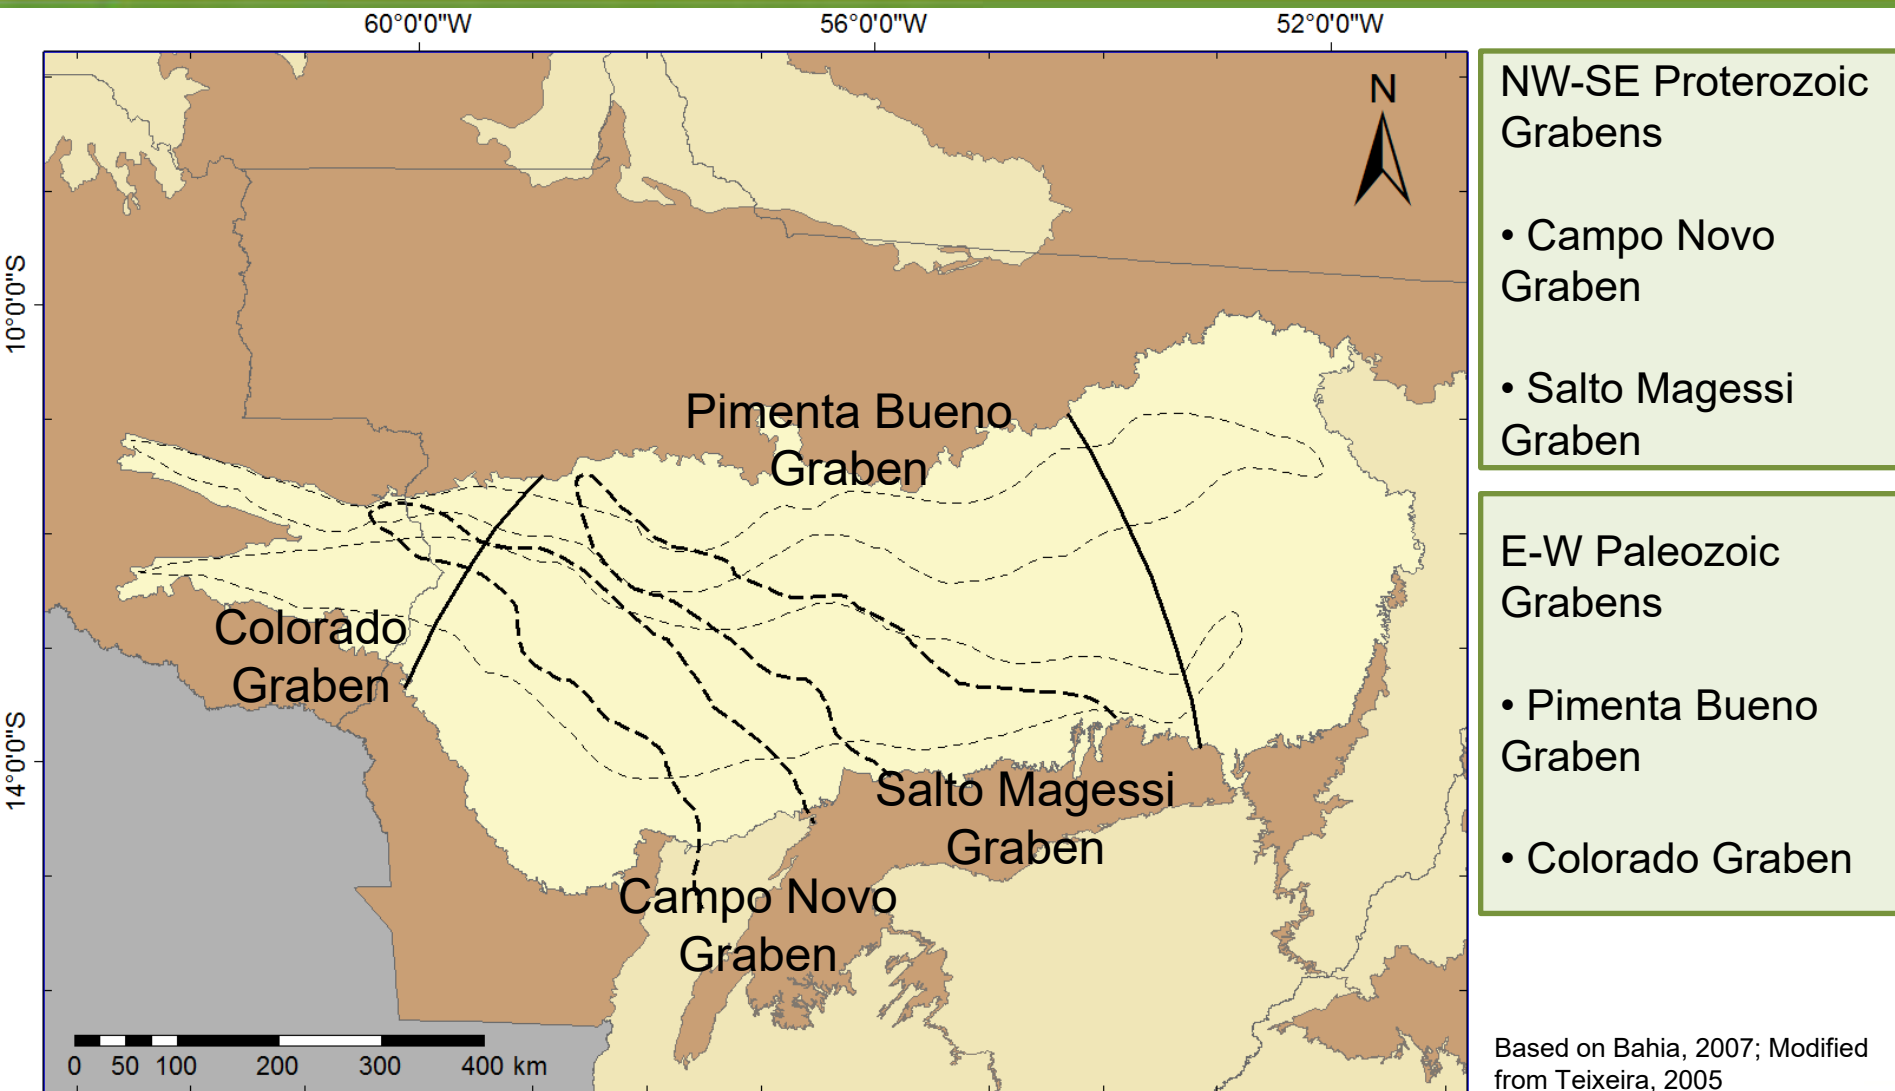 60°0'0"W
56°0'0"W
52°0'0"W
N
10°0'0"S
14°0'0"S
Pimenta Bueno
Graben
Colorado
Graben
Salto Magessi
Graben
Campo Novo
Graben
0 50 100 200 300 400 km
NW-SE Proterozoic
Grabens
• Campo Novo
Graben
• Salto Magessi
Graben
E-W Paleozoic
Grabens
• Pimenta Bueno
Graben
• Colorado Graben
Based on Bahia, 2007; Modified
from Teixeira, 2005